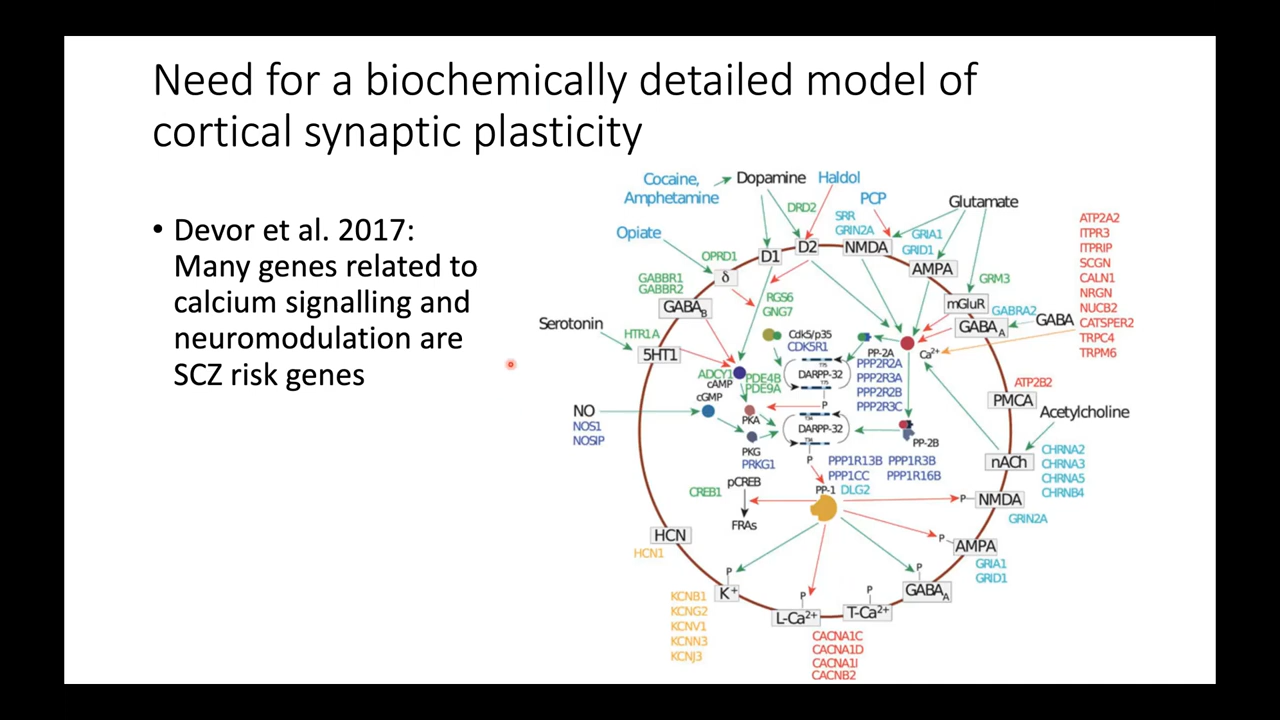 Need for a biochemically detailed model of
cortical synaptic plasticity
• Devor et al. 2017:
Many genes related to
calcium signalling and
neuromodulation are
SCZ risk genes
Cocaine,
Amphetamine
Dopamine
Haldol
PCP
Glutamate
Opiate
DRD2
SRR
GRIN2A
GRIA1
GRID1
OPRD1
D1
D2
NMDA
AMPA
GRM3
ATP2A2
ITPR3
ITPRIP
SCGN
CALN1
NRGN
NUCB2
CATSPER2
TRPC4
TRPM6
GABBR1
GABBR2
δ
GABAB
RGS6
GNG7
mGluR
GABRA2
GABAA
GABA
Serotonin
HTR1A
5HT1
Cdk5/p35
CDK5R1
PP-2A
PPP2R2A
PPP2R3A
PPP2R2B
PPP2R3C
Ca2+
ADCY1
cAMP
PDE4B
PDE9A
cGMP
T75
DARPP-32
T75
P
ATP2B2
PMCA
Acetylcholine
NO
NOS1
NOSIP
PKA
PKG
PRKG1
T34
DARPP-32
T34
P
PP-2B
nACh
CHRNA2
CHRNA3
CHRNA5
CHRNB4
PPP1R13B
PPP1R3B
PPP1CC
PPP1R16B
PP-1
DLG2
CREB1
pCREB
FRAs
P
NMDA
GRIN2A
HCN
HCN1
P
AMPA
GRIA1
GRID1
P
K+
KCNB1
KCNG2
KCNV1
KCNN3
KCNJ3
P
L-Ca2+
P
T-Ca2+
P
GABAA
CACNA1C
CACNA1D
CACNA1I
CACNB2